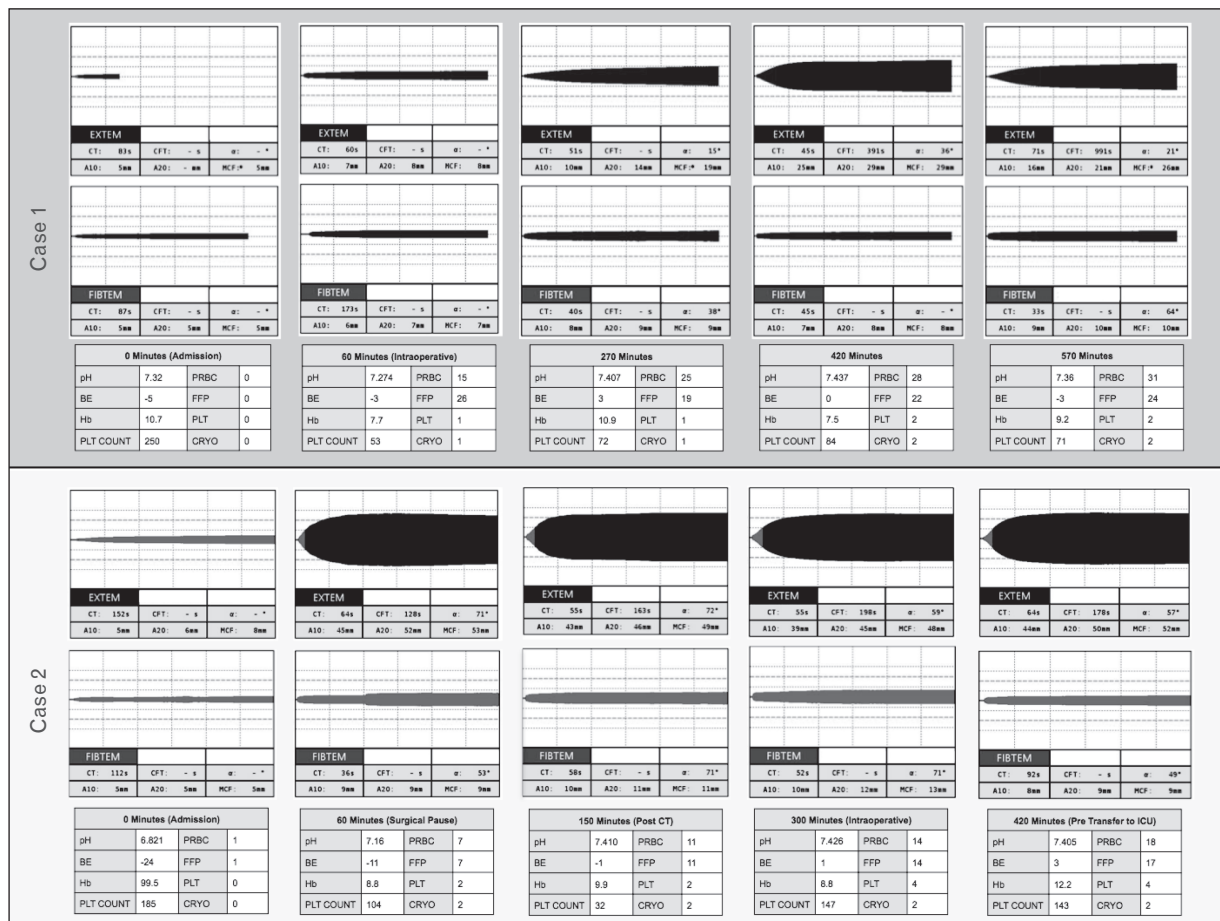 Case 1
EXTEM EXTEM EXTEM EXTEM EXTEM
CT: 83s CFT: - s α: - ° CT: 60s CFT: - s α: - ° CT: 51s CFT: - s α: 15° CT: 45s CFT: 391s α: 36° CT: 71s CFT: 991s α: 21°
A10: 5mm A20: - mm MCF:* 5mm A10: 7mm A20: 8mm MCF: 8mm A10: 10mm A20: 14mm MCF:* 19mm A10: 25mm A20: 29mm MCF: 29mm A10: 16mm A20: 21mm MCF:* 26mm
FIBTEM FIBTEM FIBTEM FIBTEM FIBTEM
CT: 87s CFT: - s α: - ° CT: 173s CFT: - s α: - ° CT: 40s CFT: - s α: 38° CT: 45s CFT: - s α: - ° CT: 33s CFT: - s α: 64°
A10: 5mm A20: 5mm MCF: 5mm A10: 6mm A20: 7mm MCF: 7mm A10: 8mm A20: 9mm MCF: 9mm A10: 7mm A20: 8mm MCF: 8mm A10: 9mm A20: 10mm MCF: 10mm
0 Minutes (Admission) 60 Minutes (Intraoperative) 270 Minutes 420 Minutes 570 Minutes
pH 7.32 PRBC 0 pH 7.274 PRBC 15 pH 7.407 PRBC 25 pH 7.437 PRBC 28 pH 7.36 PRBC 31
BE -5 FFP 0 BE -3 FFP 26 BE 3 FFP 19 BE 0 FFP 22 BE -3 FFP 24
Hb 10.7 PLT 0 Hb 7.7 PLT 1 Hb 10.9 PLT 1 Hb 7.5 PLT 2 Hb 9.2 PLT 2
PLT COUNT 250 CRYO 0 PLT COUNT 53 CRYO 1 PLT COUNT 72 CRYO 1 PLT COUNT 84 CRYO 2 PLT COUNT 71 CRYO 2
Case 2
EXTEM EXTEM EXTEM EXTEM EXTEM
CT: 152s CFT: - s α: - ° CT: 64s CFT: 128s α: 71° CT: 55s CFT: 163s α: 72° CT: 55s CFT: 198s α: 59° CT: 64s CFT: 178s α: 57°
A10: 5mm A20: 6mm MCF: 8mm A10: 45mm A20: 52mm MCF: 53mm A10: 43mm A20: 46mm MCF: 49mm A10: 39mm A20: 45mm MCF: 48mm A10: 44mm A20: 50mm MCF: 52mm
FIBTEM FIBTEM FIBTEM FIBTEM FIBTEM
CT: 112s CFT: - s α: - ° CT: 36s CFT: - s α: 53° CT: 58s CFT: - s α: 71° CT: 52s CFT: - s α: 71° CT: 92s CFT: - s α: 49°
A10: 5mm A20: 5mm MCF: 5mm A10: 9mm A20: 9mm MCF: 9mm A10: 10mm A20: 11mm MCF: 11mm A10: 10mm A20: 12mm MCF: 13mm A10: 8mm A20: 9mm MCF: 9mm
0 Minutes (Admission) 60 Minutes (Surgical Pause) 150 Minutes (Post CT) 300 Minutes (Intraoperative) 420 Minutes (Pre Transfer to ICU)
pH 6.821 PRBC 1 pH 7.16 PRBC 7 pH 7.410 PRBC 11 pH 7.426 PRBC 14 pH 7.405 PRBC 18
BE -24 FFP 1 BE -11 FFP 7 BE -1 FFP 11 BE 1 FFP 14 BE 3 FFP 17
Hb 99.5 PLT 0 Hb 8.8 PLT 2 Hb 9.9 PLT 2 Hb 8.8 PLT 4 Hb 12.2 PLT 4
PLT COUNT 185 CRYO 0 PLT COUNT 104 CRYO 2 PLT COUNT 32 CRYO 2 PLT COUNT 147 CRYO 2 PLT COUNT 143 CRYO 2